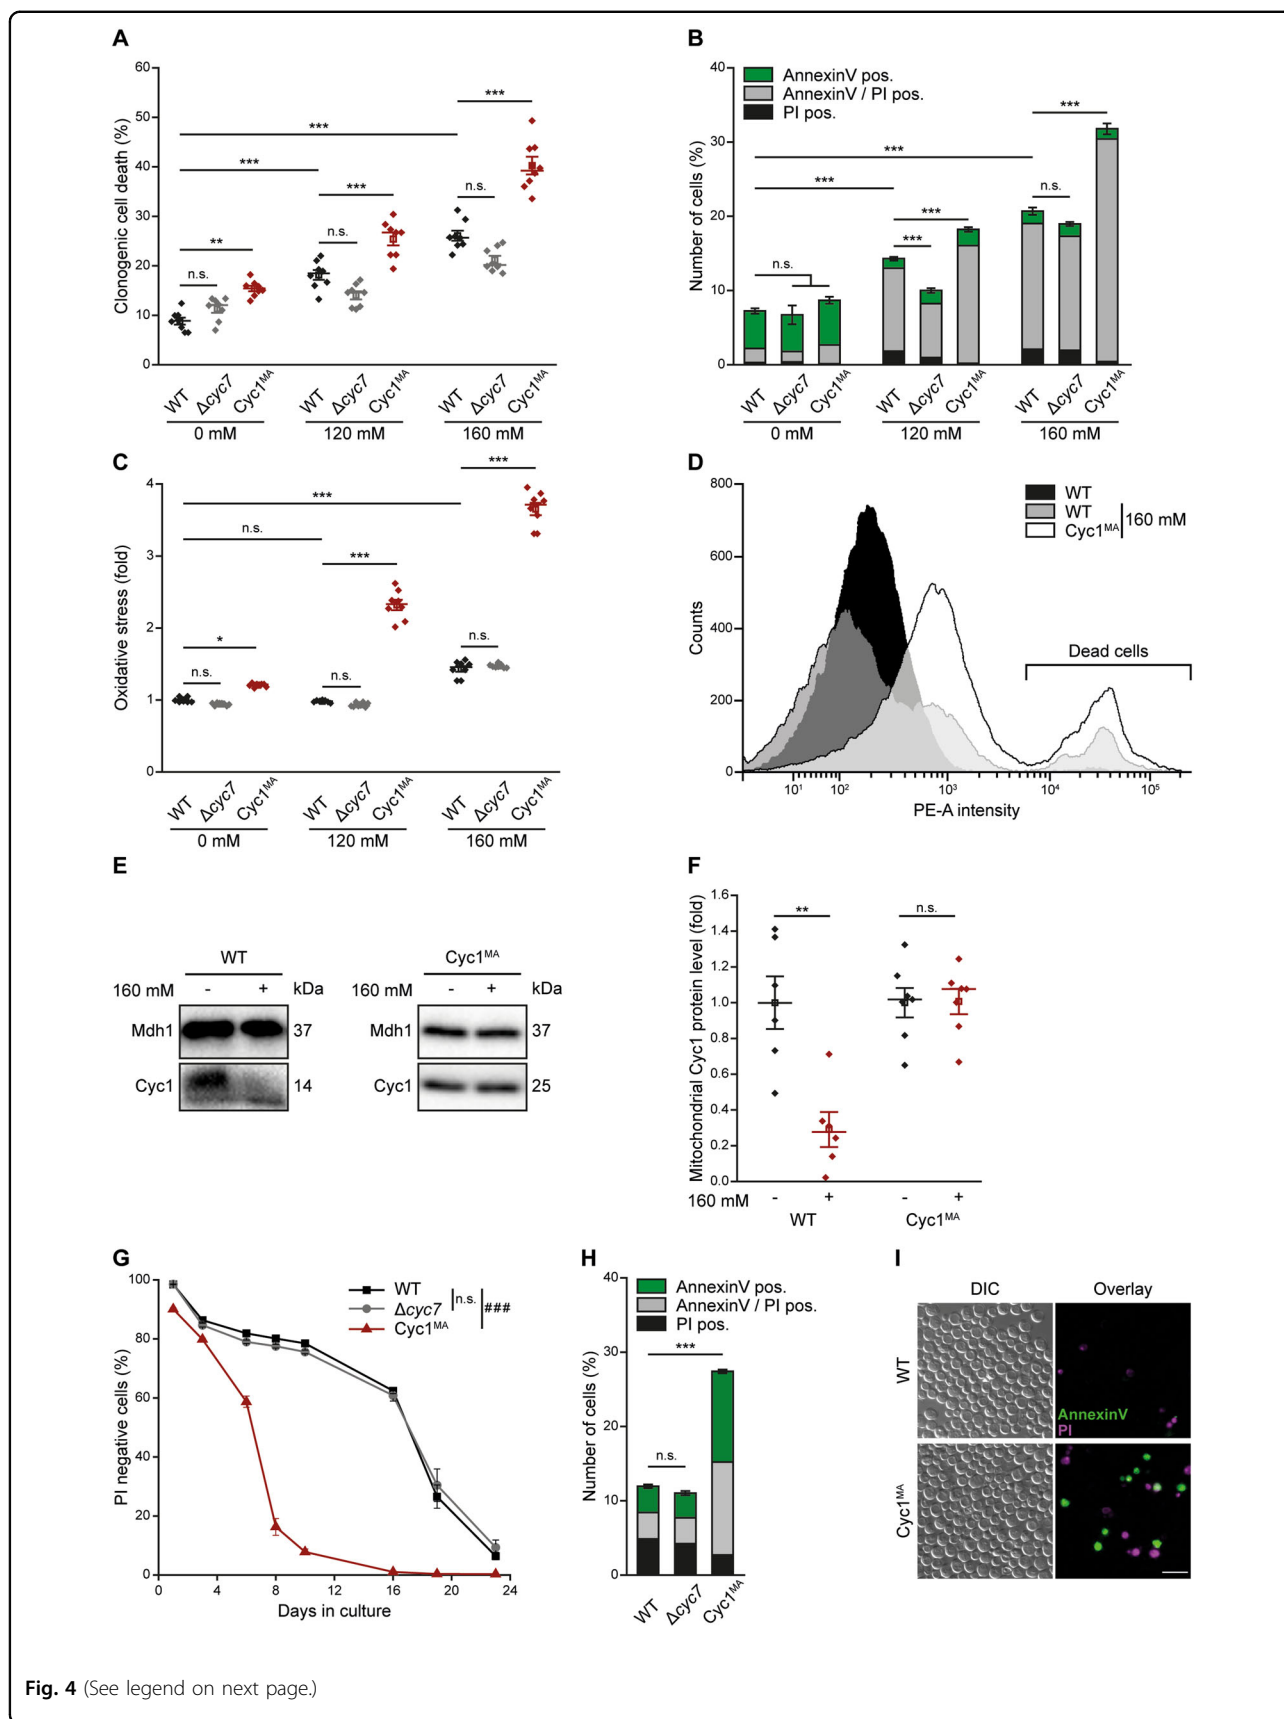 A
Clonogenic cell death (%)
60
50
40
30
20
10
0
***
***
***
***
**
n.s.
n.s.
n.s.
WT
Δcyc7
Cyc1MA
WT
Δcyc7
Cyc1MA
WT
Δcyc7
Cyc1MA
0 mM
120 mM
160 mM
B
AnnexinV pos.
AnnexinV / PI pos.
PI pos.
Number of cells (%)
40
30
20
10
0
***
***
***
***
***
n.s.
n.s.
WT
Δcyc7
Cyc1MA
WT
Δcyc7
Cyc1MA
WT
Δcyc7
Cyc1MA
0 mM
120 mM
160 mM
C
Oxidative stress (fold)
4
3
2
1
0
***
***
n.s.
***
*
n.s.
n.s.
n.s.
WT
Δcyc7
Cyc1MA
WT
Δcyc7
Cyc1MA
WT
Δcyc7
Cyc1MA
0 mM
120 mM
160 mM
D
WT
WT
Cyc1MA
160 mM
Counts
800
600
400
200
0
Dead cells
10¹ 10² 10³ 10⁴ 10⁵
PE-A intensity
E
WT
160 mM - + kDa
Mdh1 37
Cyc1 14
Cyc1MA
160 mM - + kDa
Mdh1 37
Cyc1 25
F
Mitochondrial Cyc1 protein level (fold)
1.6
1.4
1.2
1.0
0.8
0.6
0.4
0.2
0.0
**
n.s.
160 mM - + - +
WT Cyc1MA
G
PI negative cells (%)
100
80
60
40
20
0
WT
Δcyc7
Cyc1MA
n.s.
###
0 4 8 12 16 20 24
Days in culture
H
AnnexinV pos.
AnnexinV / PI pos.
PI pos.
Number of cells (%)
40
30
20
10
0
***
n.s.
WT
Δcyc7
Cyc1MA
I
DIC Overlay
WT
AnnexinV
PI
Cyc1MA
Fig. 4 (See legend on next page.)